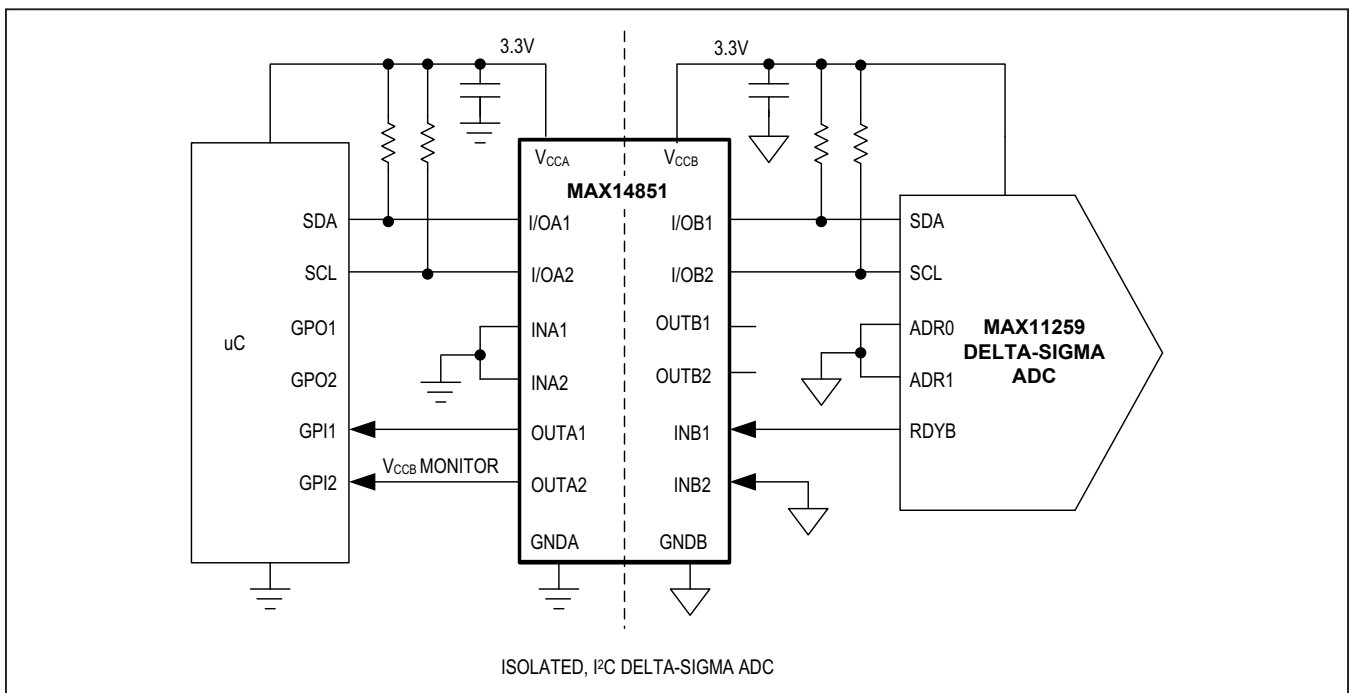 3.3V
3.3V
VCCA
VCCB
MAX14851
SDA
I/OA1
I/OB1
SDA
SCL
I/OA2
I/OB2
SCL
uC
GPO1
INA1
OUTB1
ADR0
MAX11259
DELTA-SIGMA
ADC
GPO2
INA2
OUTB2
ADR1
GPI1
OUTA1
INB1
RDYB
VCCB MONITOR
GPI2
OUTA2
INB2
GNDA
GNDB
ISOLATED, I²C DELTA-SIGMA ADC